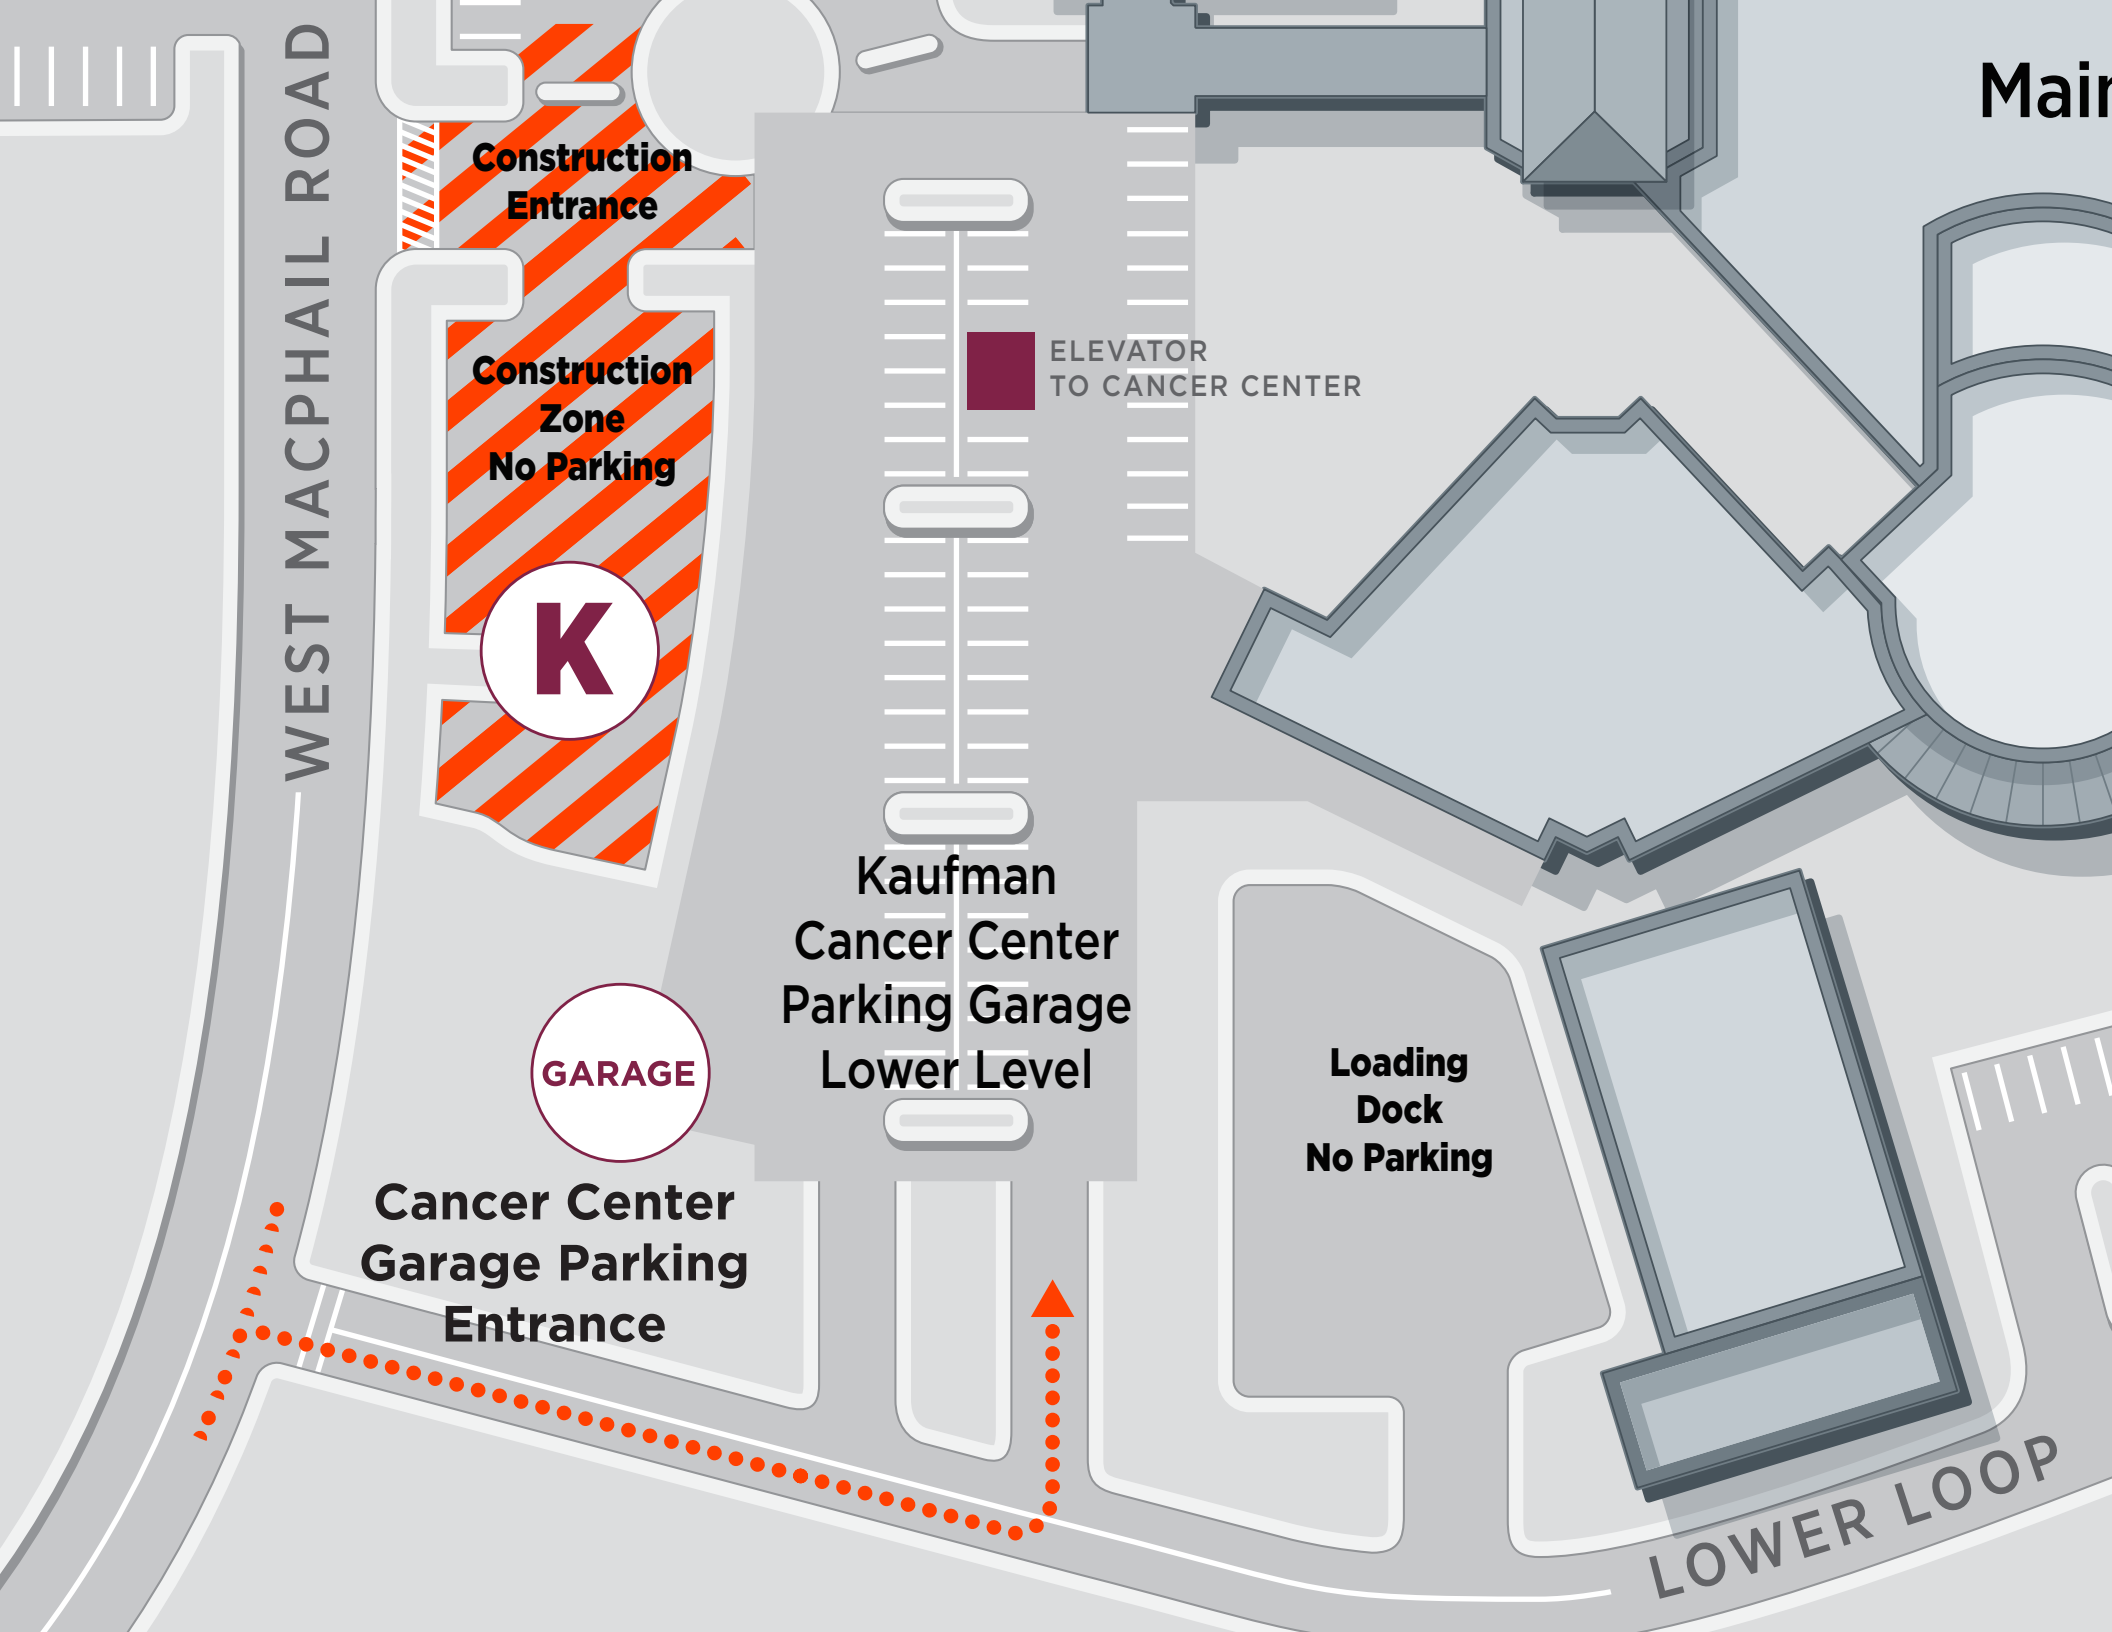 Main
WEST MACPHAIL ROAD
Construction
Entrance
Construction
Zone
No Parking
K
ELEVATOR
TO CANCER CENTER
Kaufman
Cancer Center
Parking Garage
Lower Level
GARAGE
Cancer Center
Garage Parking
Entrance
Loading
Dock
No Parking
LOWER LOOP